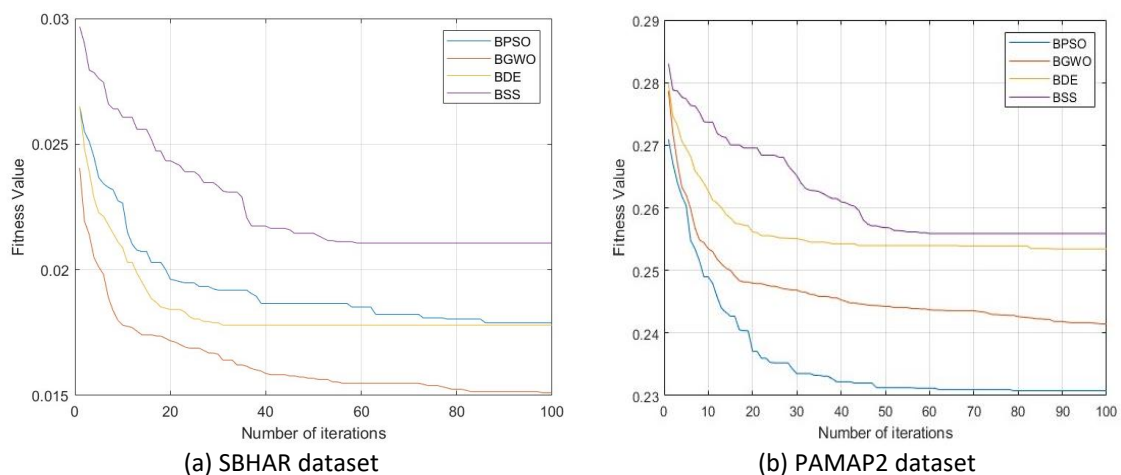 0.03
0.025
0.02
0.015
Fitness Value
0 20 40 60 80 100
Number of iterations
BPSO
BGWO
BDE
BSS
(a) SBHAR dataset
0.29
0.28
0.27
0.26
0.25
0.24
0.23
Fitness Value
0 10 20 30 40 50 60 70 80 90 100
Number of iterations
BPSO
BGWO
BDE
BSS
(b) PAMAP2 dataset